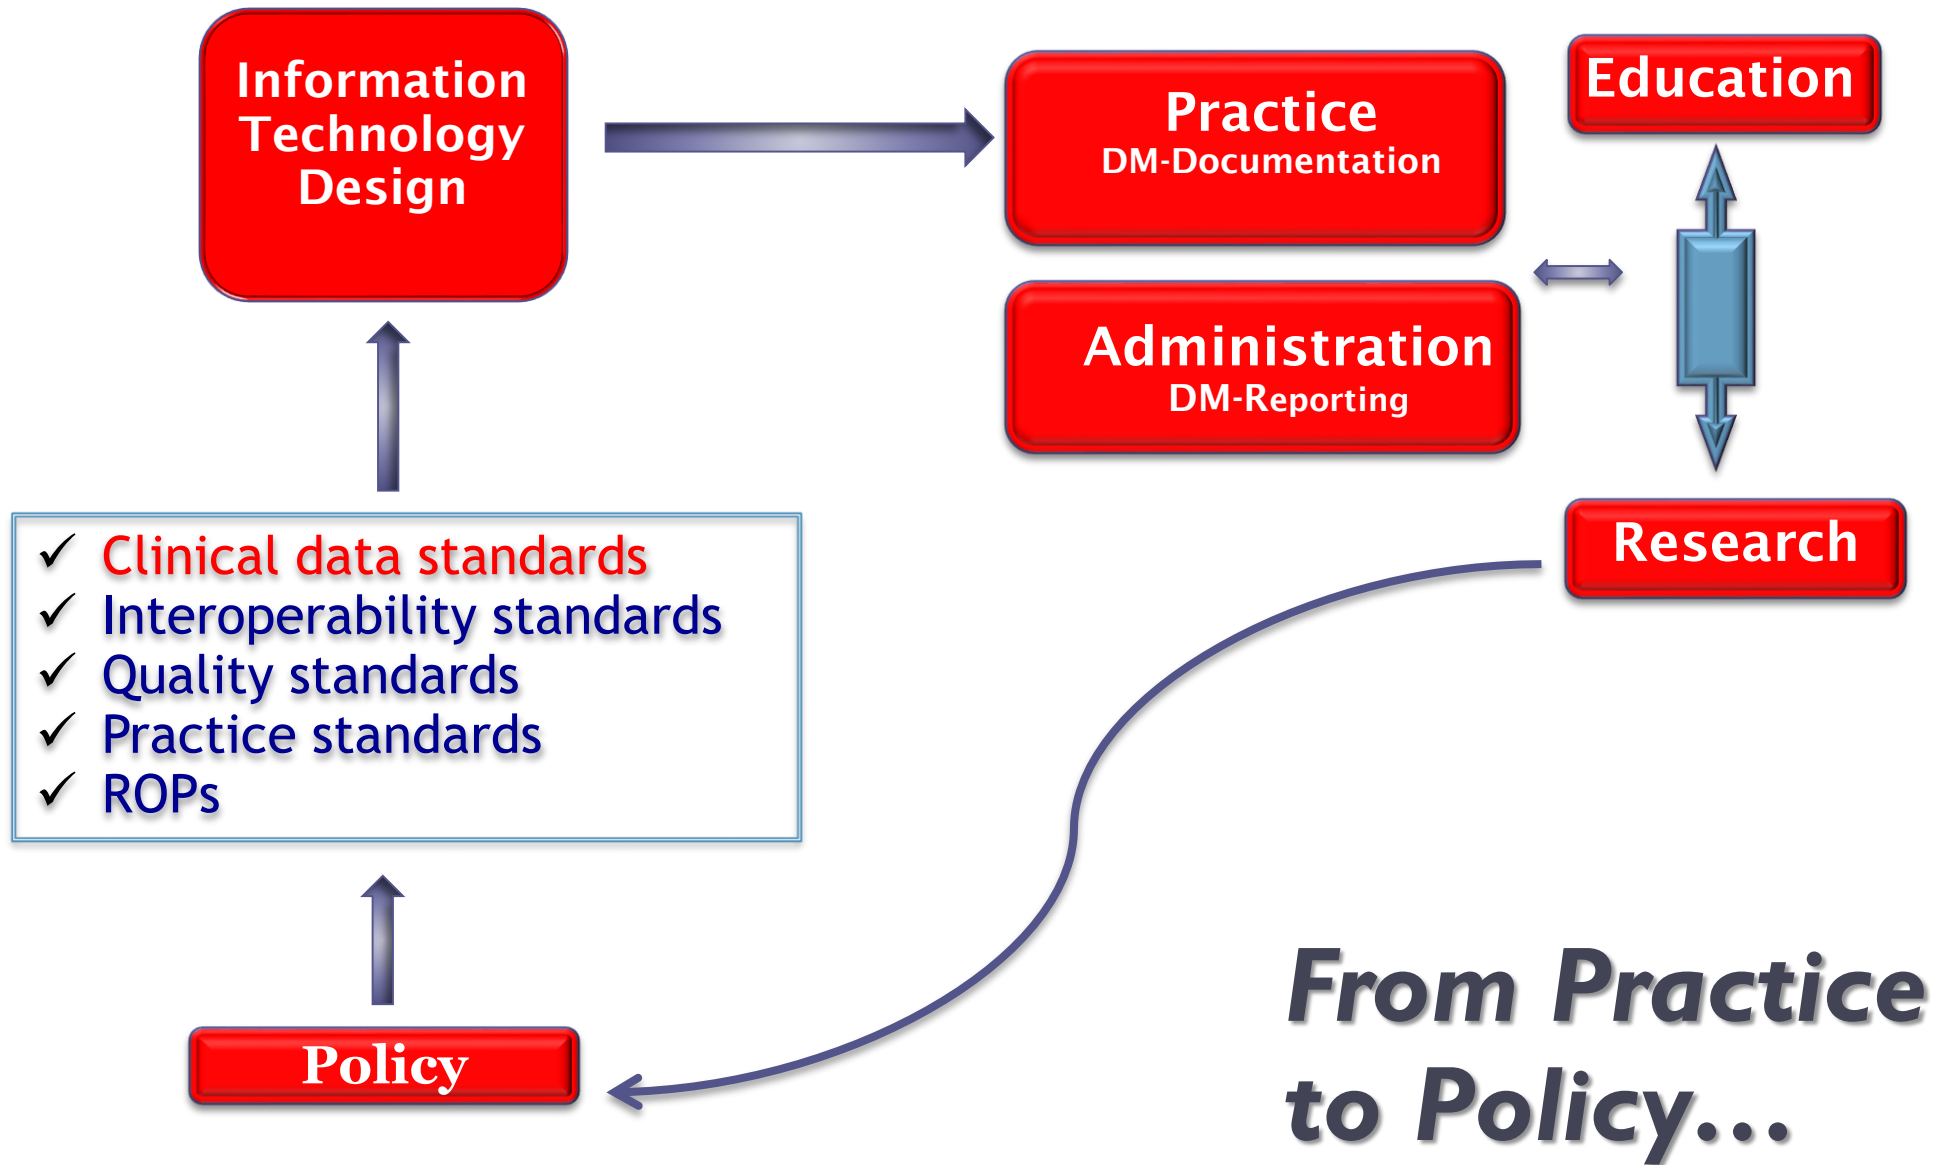 Information
Technology
Design
Practice
DM-Documentation
Education
Administration
DM-Reporting
Research
✓ Clinical data standards
✓ Interoperability standards
✓ Quality standards
✓ Practice standards
✓ ROPs
Policy
From Practice
to Policy...